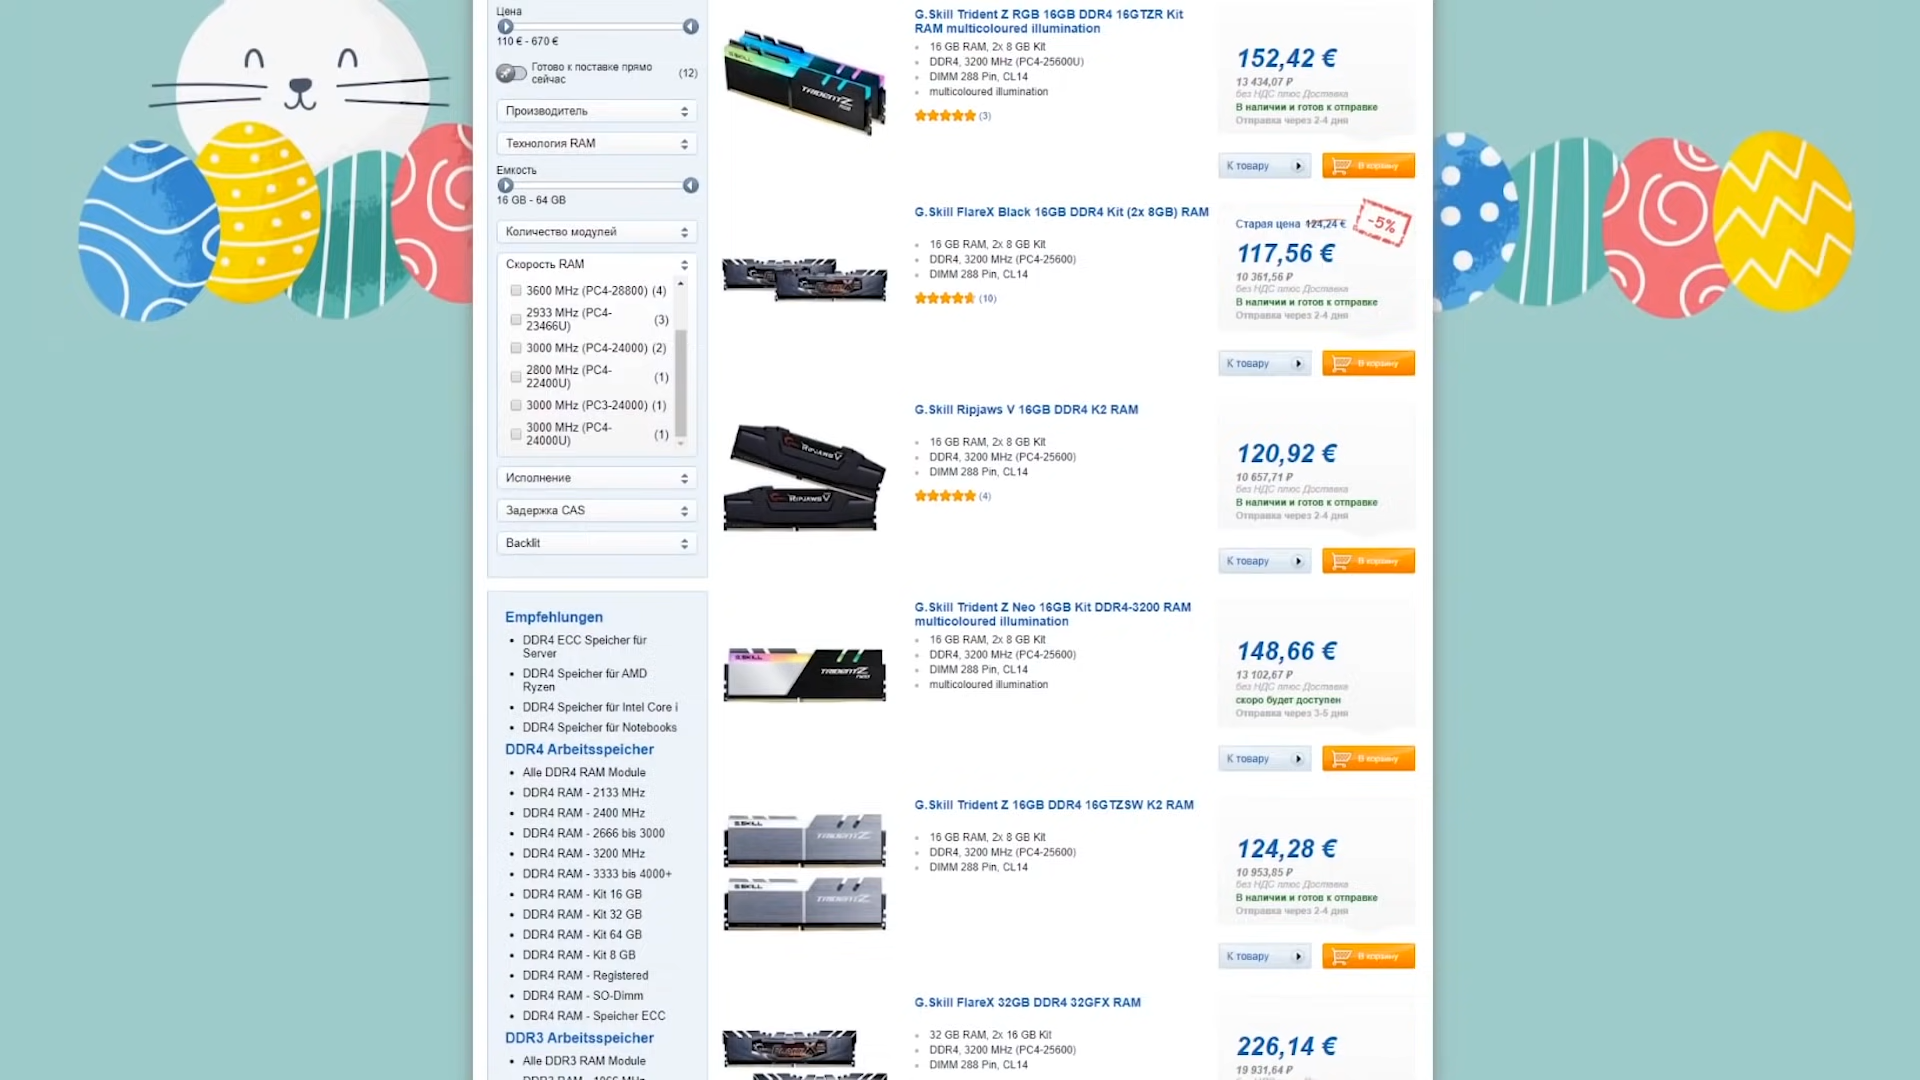 Цена
110 € - 670 €
Готово к поставке прямо
сейчас
(12)
Производитель
Технология RAM
Емкость
16 GB - 64 GB
Количество модулей
Скорость RAM
3600 MHz (PC4-28800) (4)
2933 MHz (PC4-
23466U) (3)
3000 MHz (PC4-24000) (2)
2800 MHz (PC4-
22400U) (1)
3000 MHz (PC3-24000) (1)
3000 MHz (PC4-
24000U) (1)
Исполнение
Задержка CAS
Backlit
Empfehlungen
DDR4 ECC Speicher für
Server
DDR4 Speicher für AMD
Ryzen
DDR4 Speicher für Intel Core i
DDR4 Speicher für Notebooks
DDR4 Arbeitsspeicher
Alle DDR4 RAM Module
DDR4 RAM - 2133 MHz
DDR4 RAM - 2400 MHz
DDR4 RAM - 2666 bis 3000
DDR4 RAM - 3200 MHz
DDR4 RAM - 3333 bis 4000+
DDR4 RAM - Kit 16 GB
DDR4 RAM - Kit 32 GB
DDR4 RAM - Kit 64 GB
DDR4 RAM - Kit 8 GB
DDR4 RAM - Registered
DDR4 RAM - SO-Dimm
DDR4 RAM - Speicher ECC
DDR3 Arbeitsspeicher
Alle DDR3 RAM Module
G.Skill Trident Z RGB 16GB DDR4 16GTZR Kit
RAM multicoloured illumination
16 GB RAM, 2x 8 GB Kit
DDR4, 3200 MHz (PC4-25600U)
DIMM 288 Pin, CL14
multicoloured illumination
(3)
152,42 €
13 434,07 ₽
без НДС плюс Доставка
В наличии и готов к отправке
Отправка через 2-4 дня
К товару
В корзину
G.Skill FlareX Black 16GB DDR4 Kit (2x 8GB) RAM
16 GB RAM, 2x 8 GB Kit
DDR4, 3200 MHz (PC4-25600)
DIMM 288 Pin, CL14
(10)
Старая цена 124,24 €
-5%
117,56 €
10 361,56 ₽
без НДС плюс Доставка
В наличии и готов к отправке
Отправка через 2-4 дня
К товару
В корзину
G.Skill Ripjaws V 16GB DDR4 K2 RAM
16 GB RAM, 2x 8 GB Kit
DDR4, 3200 MHz (PC4-25600)
DIMM 288 Pin, CL14
(4)
120,92 €
10 657,71 ₽
без НДС плюс Доставка
В наличии и готов к отправке
Отправка через 2-4 дня
К товару
В корзину
G.Skill Trident Z Neo 16GB Kit DDR4-3200 RAM
multicoloured illumination
16 GB RAM, 2x 8 GB Kit
DDR4, 3200 MHz (PC4-25600)
DIMM 288 Pin, CL14
multicoloured illumination
148,66 €
13 102,67 ₽
без НДС плюс Доставка
скоро будет доступен
Отправка через 3-5 дня
К товару
В корзину
G.Skill Trident Z 16GB DDR4 16GTZSW K2 RAM
16 GB RAM, 2x 8 GB Kit
DDR4, 3200 MHz (PC4-25600)
DIMM 288 Pin, CL14
124,28 €
10 953,85 ₽
без НДС плюс Доставка
В наличии и готов к отправке
Отправка через 2-4 дня
К товару
В корзину
G.Skill FlareX 32GB DDR4 32GFX RAM
32 GB RAM, 2x 16 GB Kit
DDR4, 3200 MHz (PC4-25600)
DIMM 288 Pin, CL14
226,14 €
19 931,64 ₽